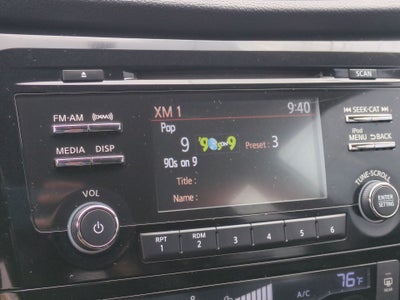 SCAN
FM-AM
XM
XM 1
9:40
SEEK·CAT
Pop
9
90s on 9
Preset : 3
iPod
MENU
BACK
MEDIA
DISP
90s on 9
Title :
Name :
TUNE·SCROLL
VOL
ENTER
SETTING
RPT
1
RDM
2
3
4
5
6
A/C
76°F
REAR